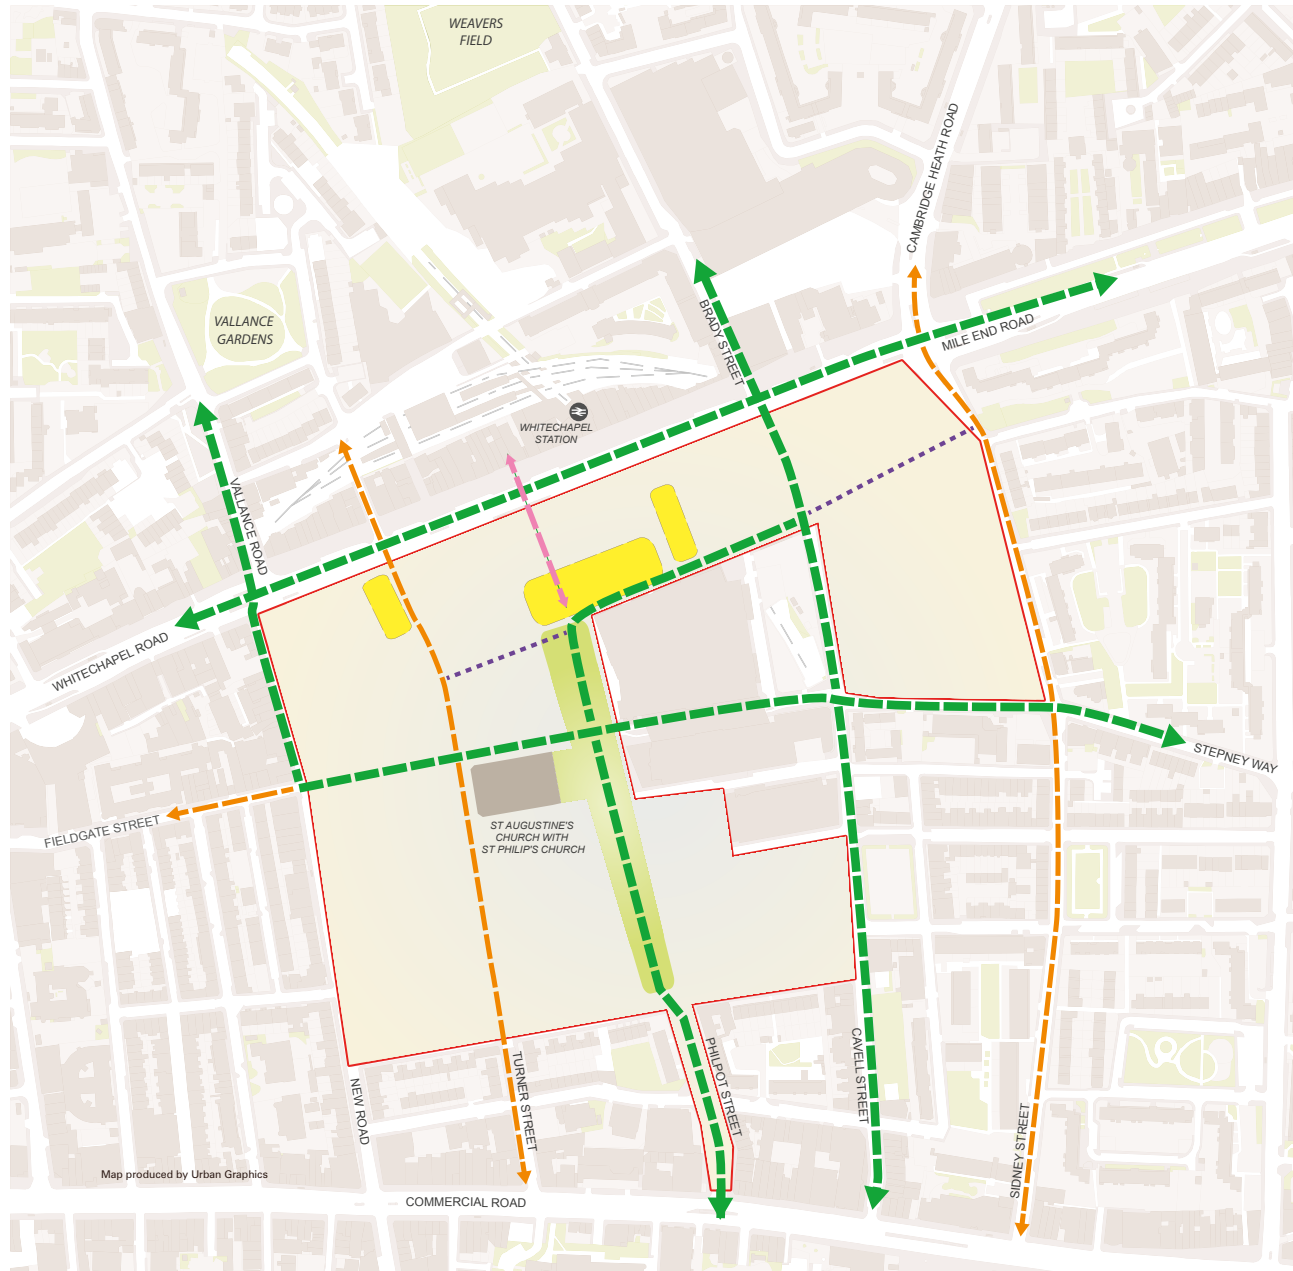 WEAVERS
FIELD
CAMBRIDGE HEATH ROAD
VALLANCE
GARDENS
BRADY STREET
MILE END ROAD
WHITECHAPEL
STATION
VALLANCE ROAD
WHITECHAPEL ROAD
STEPNEY WAY
FIELDGATE STREET
ST AUGUSTINE'S
CHURCH WITH
ST PHILIP'S CHURCH
NEW ROAD
TURNER STREET
PHILPOT STREET
CAVELL STREET
SIDNEY STREET
Map produced by Urban Graphics
COMMERCIAL ROAD